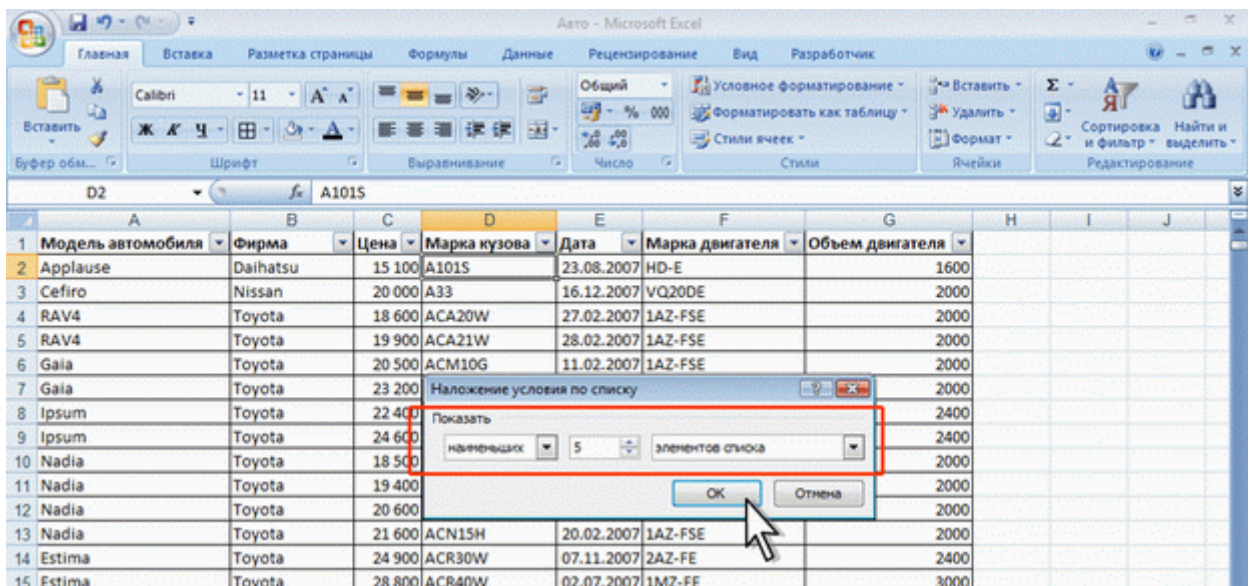 Авто - Microsoft Excel
Главная Вставка Разметка страницы Формулы Данные Рецензирование Вид Разработчик
Calibri 11 Общий Условное форматирование Вставить Σ
Вставить Ж К Ч % 000 Форматировать как таблицу Удалить Сортировка и фильтр Найти и выделить
Стили ячеек Формат
Буфер обм... Шрифт Выравнивание Число Стили Ячейки Редактирование
D2 fx A101S
A B C D E F G H I J
1 Модель автомобиля Фирма Цена Марка кузова Дата Марка двигателя Объем двигателя
2 Applause Daihatsu 15 100 A101S 23.08.2007 HD-E 1600
3 Cefiro Nissan 20 000 A33 16.12.2007 VQ20DE 2000
4 RAV4 Toyota 18 600 ACA20W 27.02.2007 1AZ-FSE 2000
5 RAV4 Toyota 19 900 ACA21W 28.02.2007 1AZ-FSE 2000
6 Gaia Toyota 20 500 ACM10G 11.02.2007 1AZ-FSE 2000
7 Gaia Toyota 23 200 Наложение условия по списку 2000
8 Ipsum Toyota 22 400 Показать 2400
9 Ipsum Toyota 24 600 наименьших 5 элементов списка 2400
10 Nadia Toyota 18 500 2000
11 Nadia Toyota 19 400 OK Отмена 2000
12 Nadia Toyota 20 600 2000
13 Nadia Toyota 21 600 ACN15H 20.02.2007 1AZ-FSE 2000
14 Estima Toyota 24 900 ACR30W 07.11.2007 2AZ-FE 2400
15 Estima Toyota 28 800 ACR40W 02.07.2007 1MZ-FE 3000